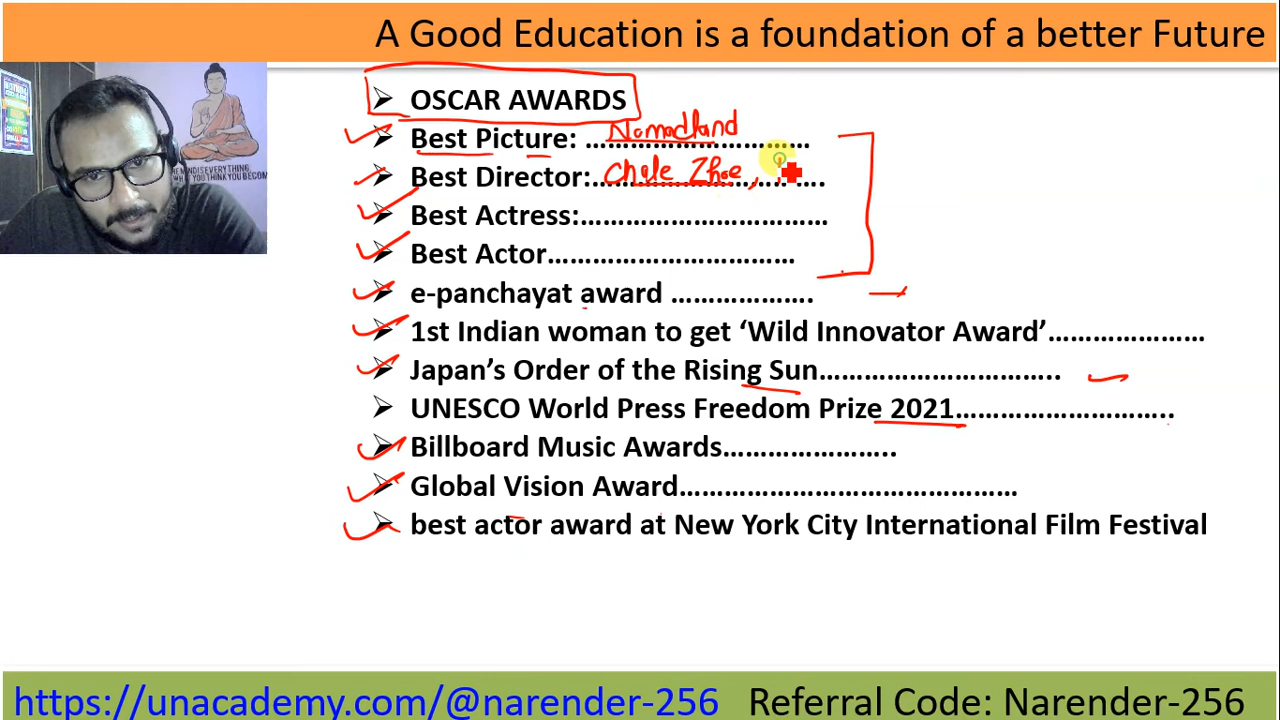 A Good Education is a foundation of a better Future
OSCAR AWARDS
Best Picture: Nomadland ………………………
Best Director:……………………….. Chole Zhoe,
Best Actress:……………………………
Best Actor……………………………
e-panchayat award ……………….
1st Indian woman to get ‘Wild Innovator Award’…………………
Japan’s Order of the Rising Sun…………………………..
UNESCO World Press Freedom Prize 2021………………………..
Billboard Music Awards………………..
Global Vision Award………………………………………
best actor award at New York City International Film Festival
https://unacademy.com/@narender-256 Referral Code: Narender-256